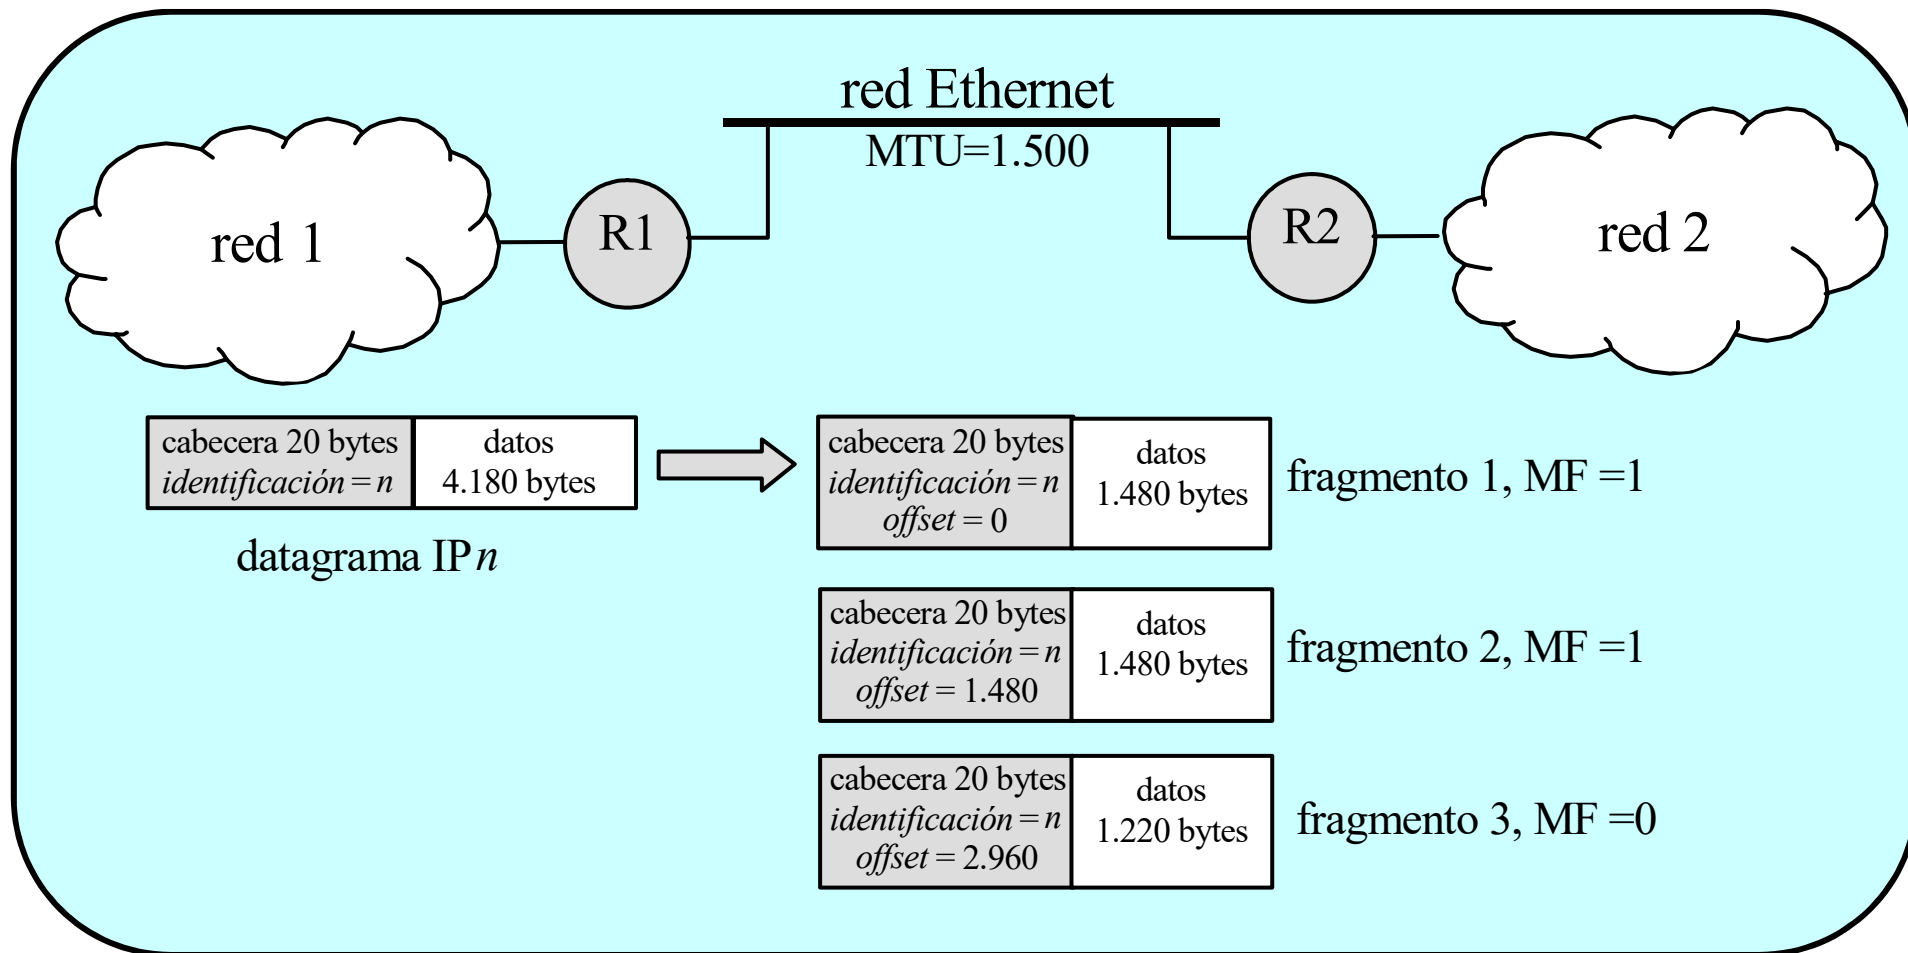 red Ethernet
MTU=1.500
red 1
R1
R2
red 2
cabecera 20 bytes
identificación = n
datos
4.180 bytes
datagrama IP n
cabecera 20 bytes
identificación = n
offset = 0
datos
1.480 bytes
fragmento 1, MF =1
cabecera 20 bytes
identificación = n
offset = 1.480
datos
1.480 bytes
fragmento 2, MF =1
cabecera 20 bytes
identificación = n
offset = 2.960
datos
1.220 bytes
fragmento 3, MF =0